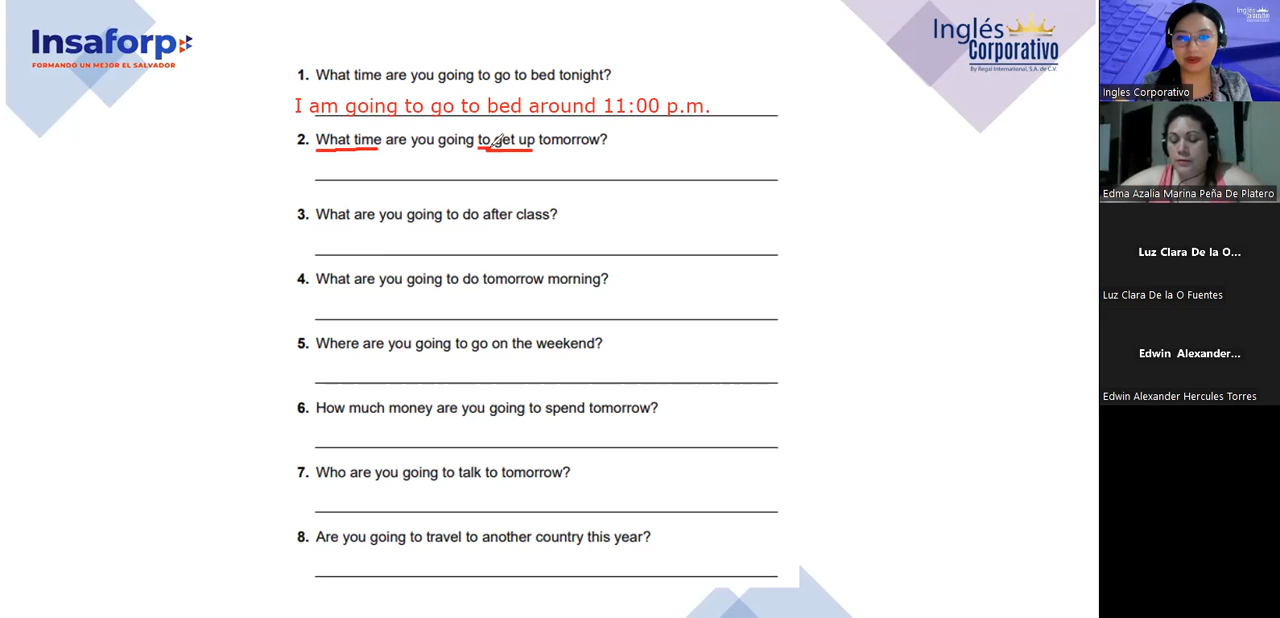 Insaforp
FORMANDO UN MEJOR EL SALVADOR
Inglés
Corporativo
By Regal International, S.A. de C.V.
1. What time are you going to go to bed tonight?
I am going to go to bed around 11:00 p.m.
2. What time are you going to get up tomorrow?
3. What are you going to do after class?
4. What are you going to do tomorrow morning?
5. Where are you going to go on the weekend?
6. How much money are you going to spend tomorrow?
7. Who are you going to talk to tomorrow?
8. Are you going to travel to another country this year?
Inglés
Ingles Corporativo
Edma Azalia Marina Peña De Platero
Luz Clara De la O...
Luz Clara De la O Fuentes
Edwin Alexander...
Edwin Alexander Hercules Torres